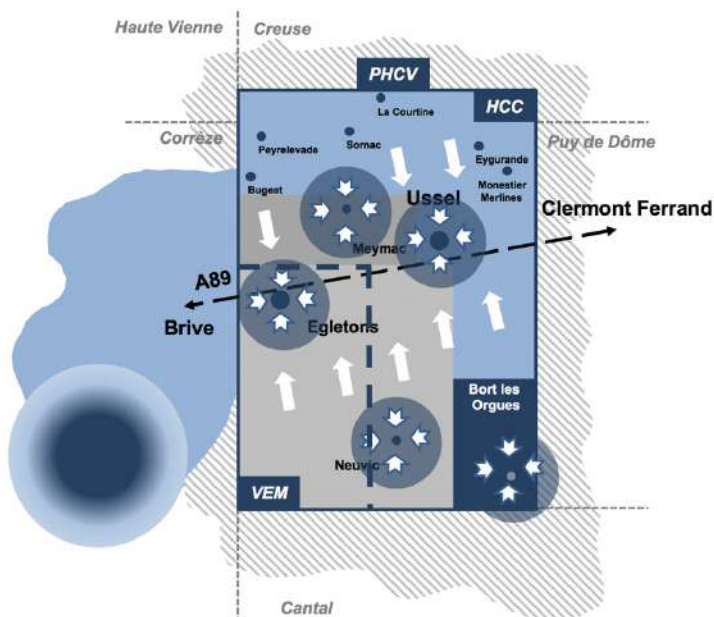 Haute Vienne
Creuse
PHCV
La Courtine
HCC
Corrèze
Peyrelevade
Sornac
Eygurande
Puy de Dôme
Monestier
Merlines
Bugeat
Ussel
Clermont Ferrand
Meymac
A89
Brive
Egletons
Bort les
Orgues
Neuvic
VEM
Cantal